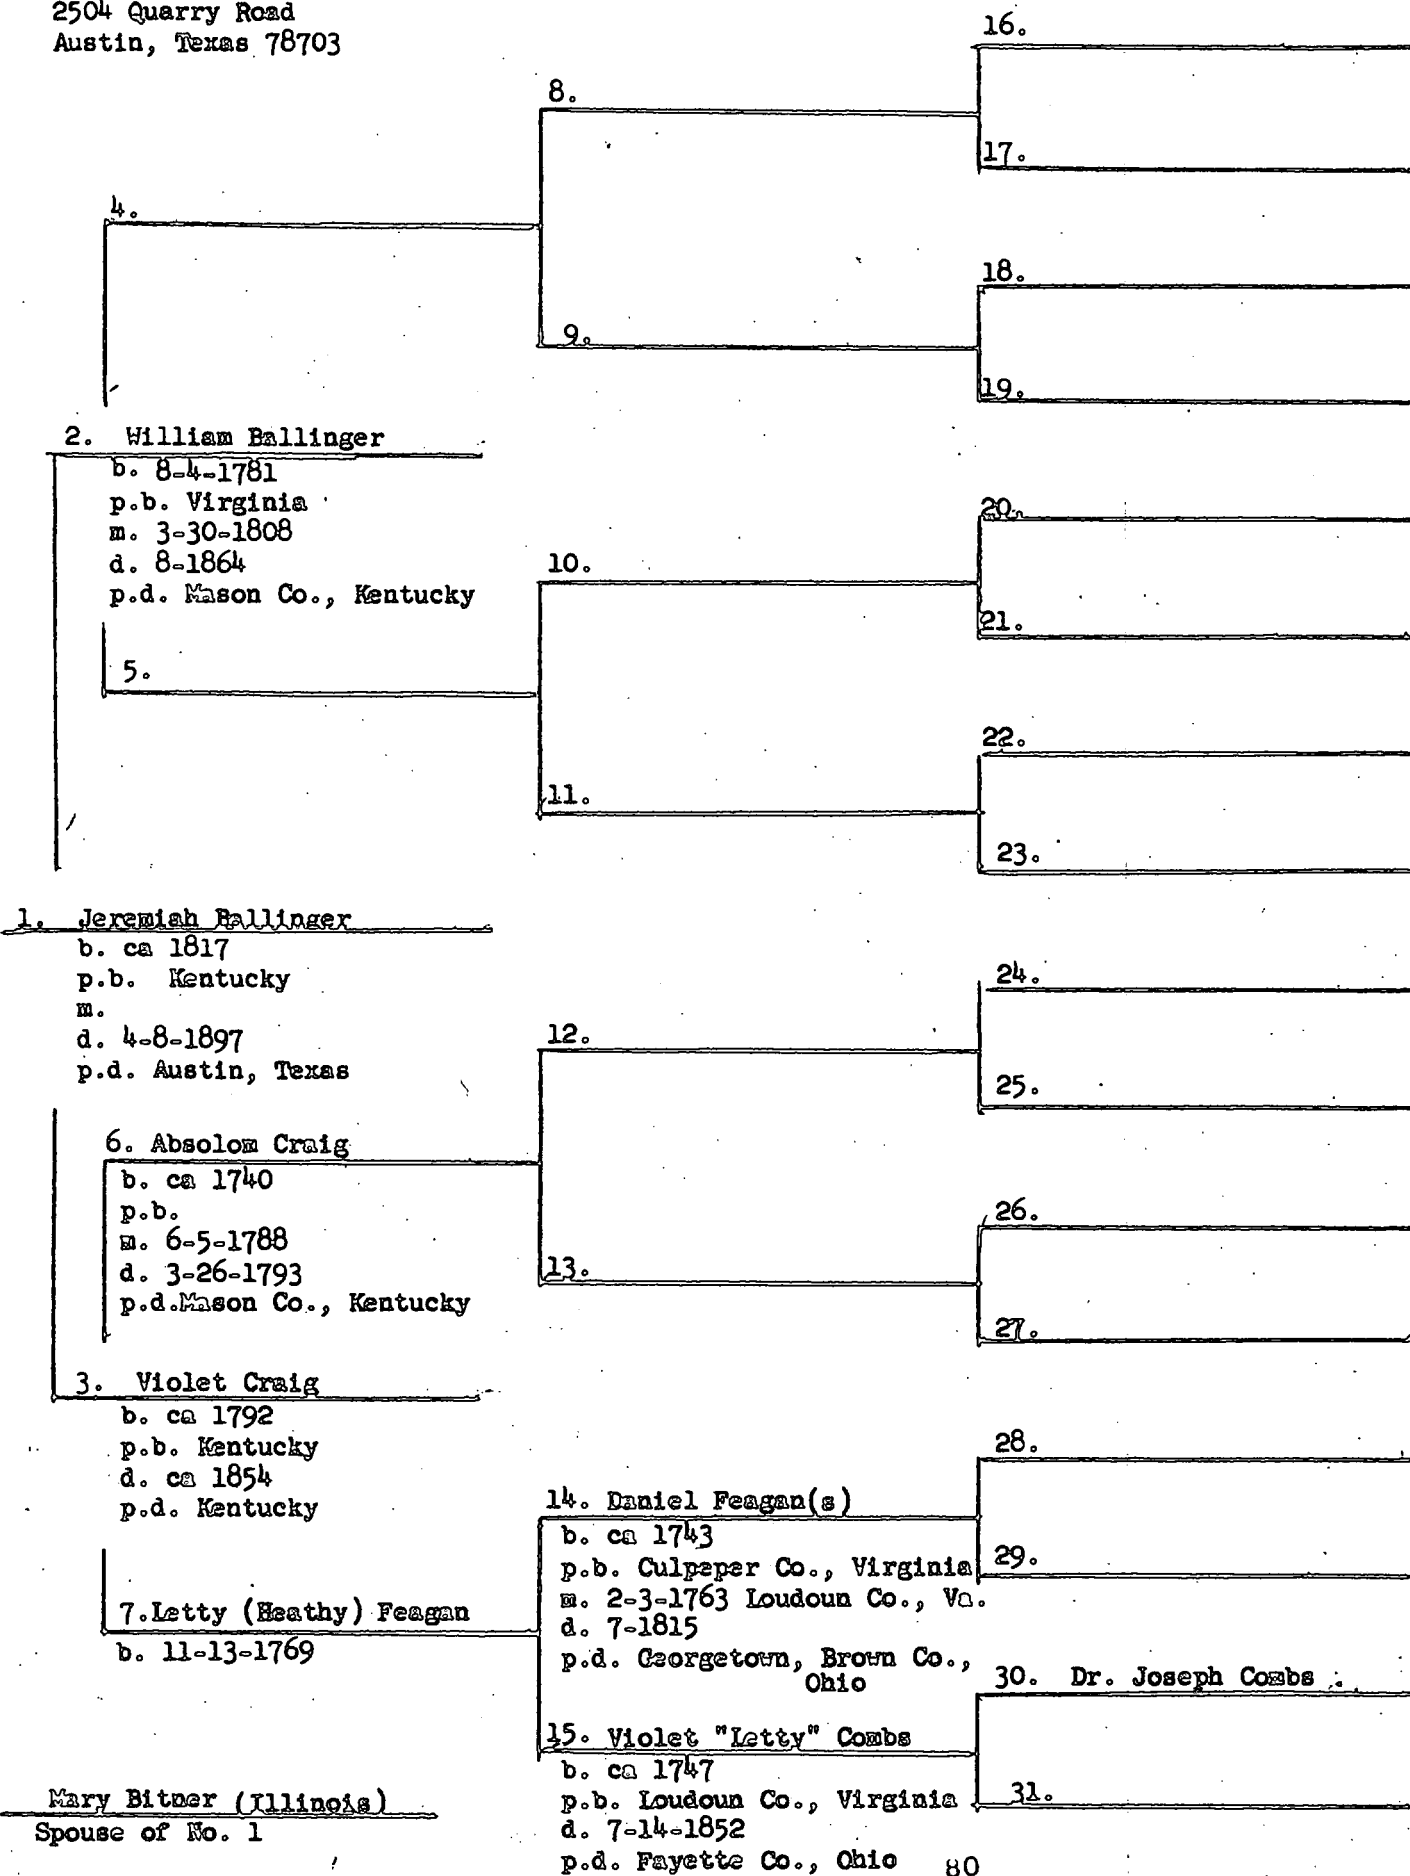 2504 Quarry Road
Austin, Texas 78703
16.
8.
17.
4.
18.
9.
19.
2. William Ballinger
b. 8-4-1781
p.b. Virginia
m. 3-30-1808
d. 8-1864
p.d. Mason Co., Kentucky
20.
10.
21.
5.
22.
11.
23.
1. Jeremiah Ballinger
b. ca 1817
p.b. Kentucky
m.
d. 4-8-1897
p.d. Austin, Texas
24.
12.
25.
6. Absolom Craig
b. ca 1740
p.b.
m. 6-5-1788
d. 3-26-1793
p.d.Mason Co., Kentucky
26.
13.
27.
3. Violet Craig
b. ca 1792
p.b. Kentucky
d. ca 1854
p.d. Kentucky
28.
14. Daniel Feagan(s)
b. ca 1743
p.b. Culpeper Co., Virginia
m. 2-3-1763 Loudoun Co., Va.
d. 7-1815
p.d. Georgetown, Brown Co.,
Ohio
29.
7.Letty (Heathy) Feagan
b. 11-13-1769
30. Dr. Joseph Combs
15. Violet "Letty" Combs
b. ca 1747
p.b. Loudoun Co., Virginia
d. 7-14-1852
p.d. Fayette Co., Ohio
31.
Mary Bitner (Illinois)
Spouse of No. 1
80